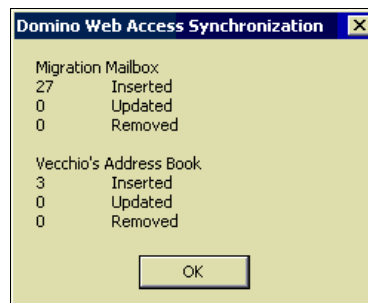 Domino Web Access Synchronization
Migration Mailbox
27 Inserted
0 Updated
0 Removed
Vecchio's Address Book
3 Inserted
0 Updated
0 Removed
OK